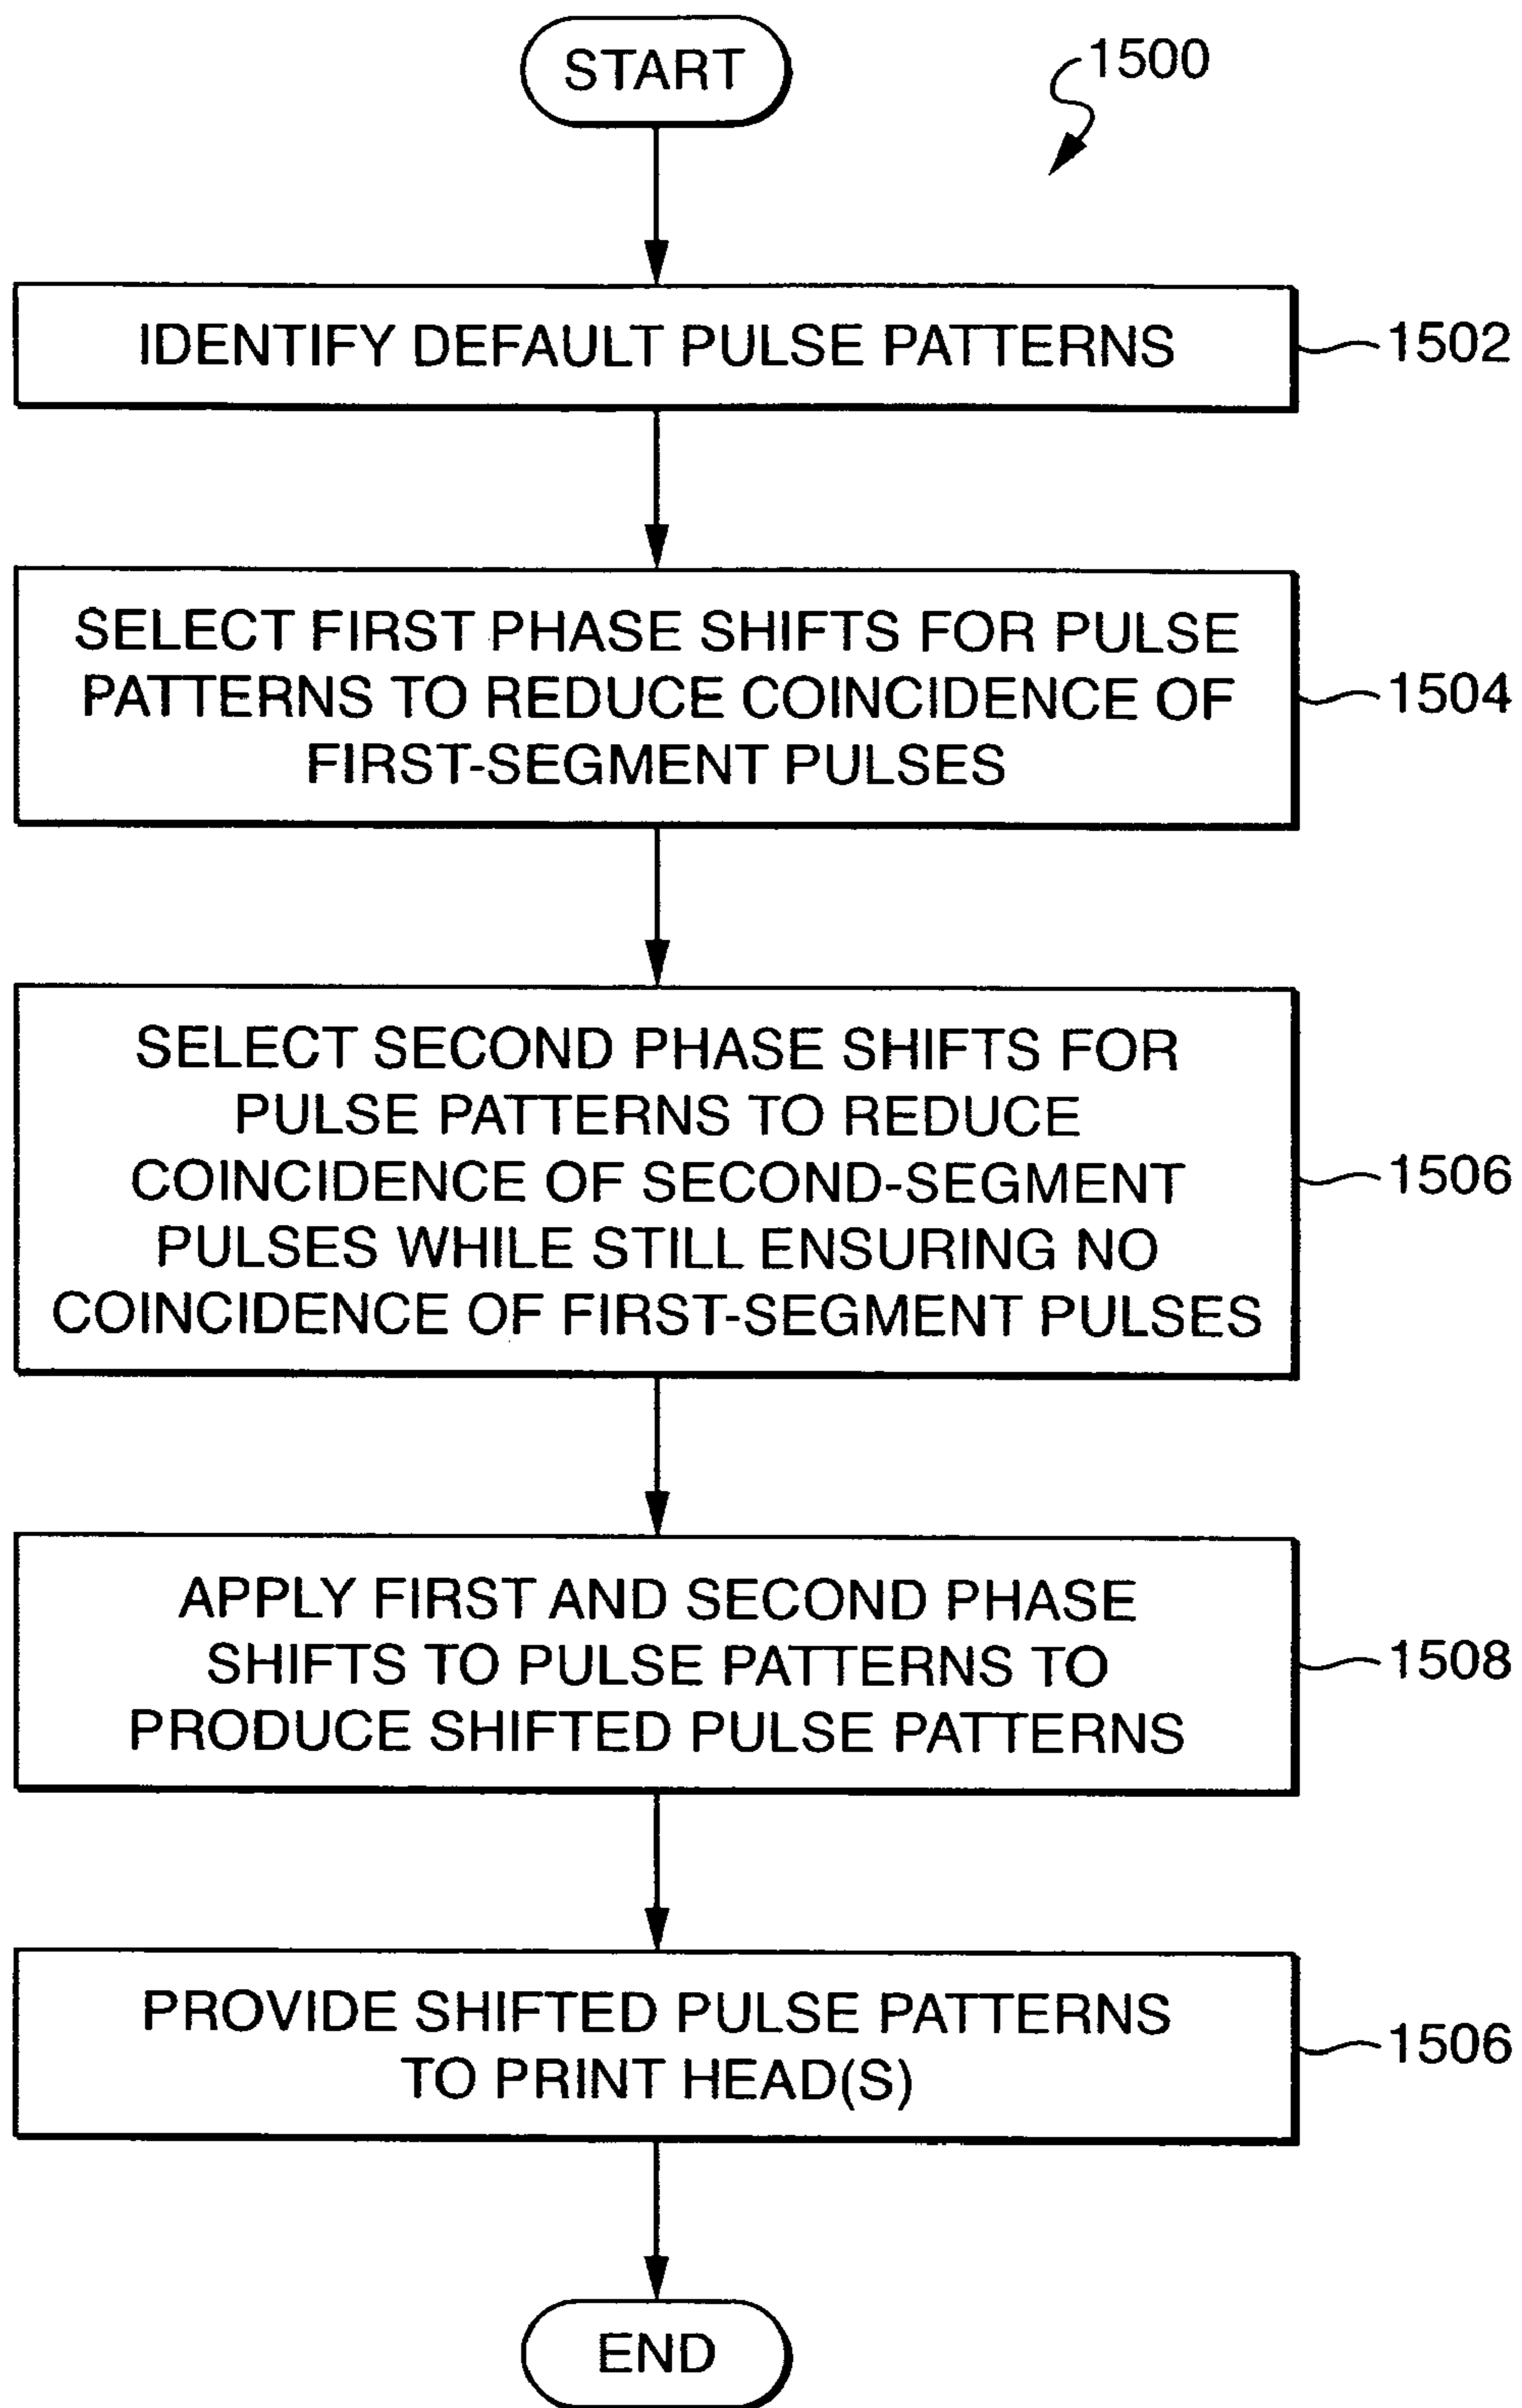 START
1500
IDENTIFY DEFAULT PULSE PATTERNS
1502
SELECT FIRST PHASE SHIFTS FOR PULSE
PATTERNS TO REDUCE COINCIDENCE OF
FIRST-SEGMENT PULSES
1504
SELECT SECOND PHASE SHIFTS FOR
PULSE PATTERNS TO REDUCE
COINCIDENCE OF SECOND-SEGMENT
PULSES WHILE STILL ENSURING NO
COINCIDENCE OF FIRST-SEGMENT PULSES
1506
APPLY FIRST AND SECOND PHASE
SHIFTS TO PULSE PATTERNS TO
PRODUCE SHIFTED PULSE PATTERNS
1508
PROVIDE SHIFTED PULSE PATTERNS
TO PRINT HEAD(S)
1506
END